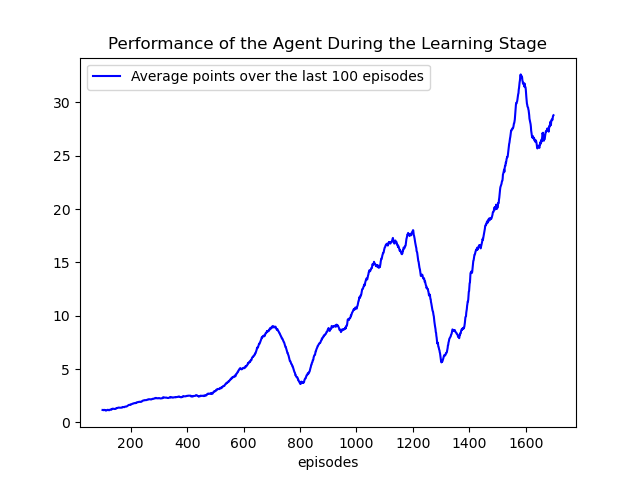 Performance of the Agent During the Learning Stage
Average points over the last 100 episodes
30
25
20
15
10
5
0
200 400 600 800 1000 1200 1400 1600
episodes